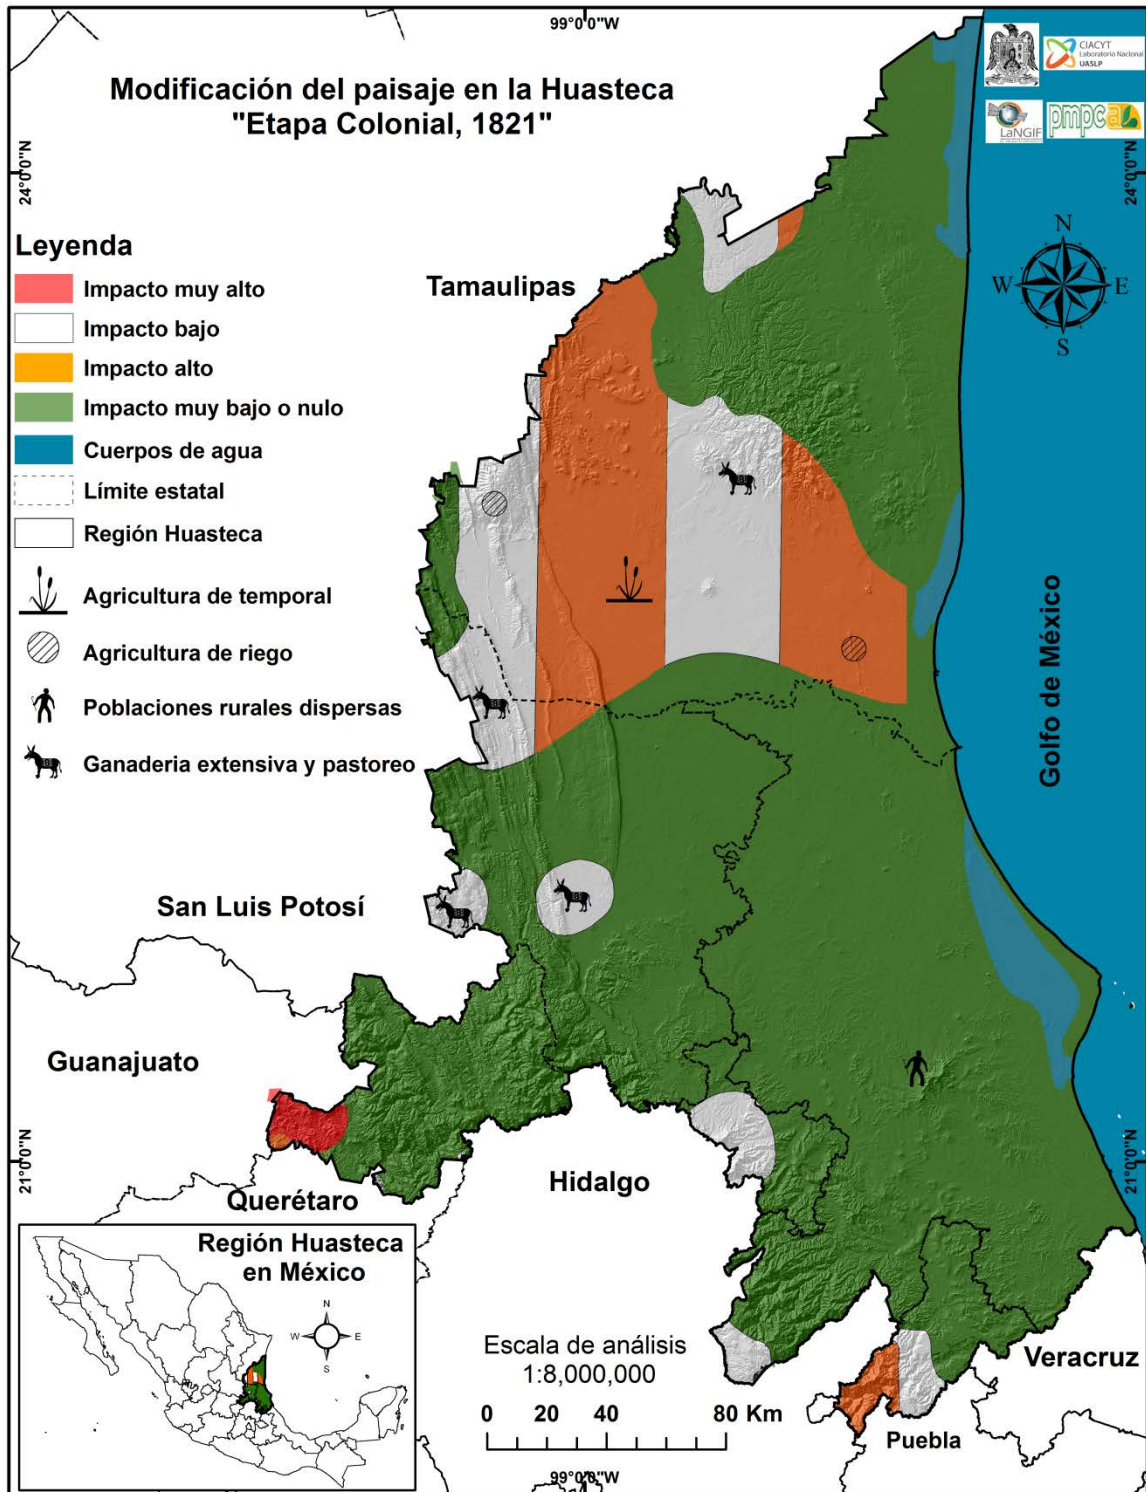 99°0'0"W
Modificación del paisaje en la Huasteca
"Etapa Colonial, 1821"
CIACYT
Laboratorio Nacional
UASLP
LaNGIF
pmpca
24°0'0"N
24°0'0"N
Leyenda
Impacto muy alto
Impacto bajo
Impacto alto
Impacto muy bajo o nulo
Cuerpos de agua
Límite estatal
Región Huasteca
Agricultura de temporal
Agricultura de riego
Poblaciones rurales dispersas
Ganaderia extensiva y pastoreo
Tamaulipas
N
W
E
S
Golfo de México
San Luis Potosí
Guanajuato
21°0'0"N
21°0'0"N
Querétaro
Hidalgo
Región Huasteca
en México
N
W
E
S
Escala de análisis
1:8,000,000
0 20 40 80 Km
Veracruz
Puebla
99°0'0"W